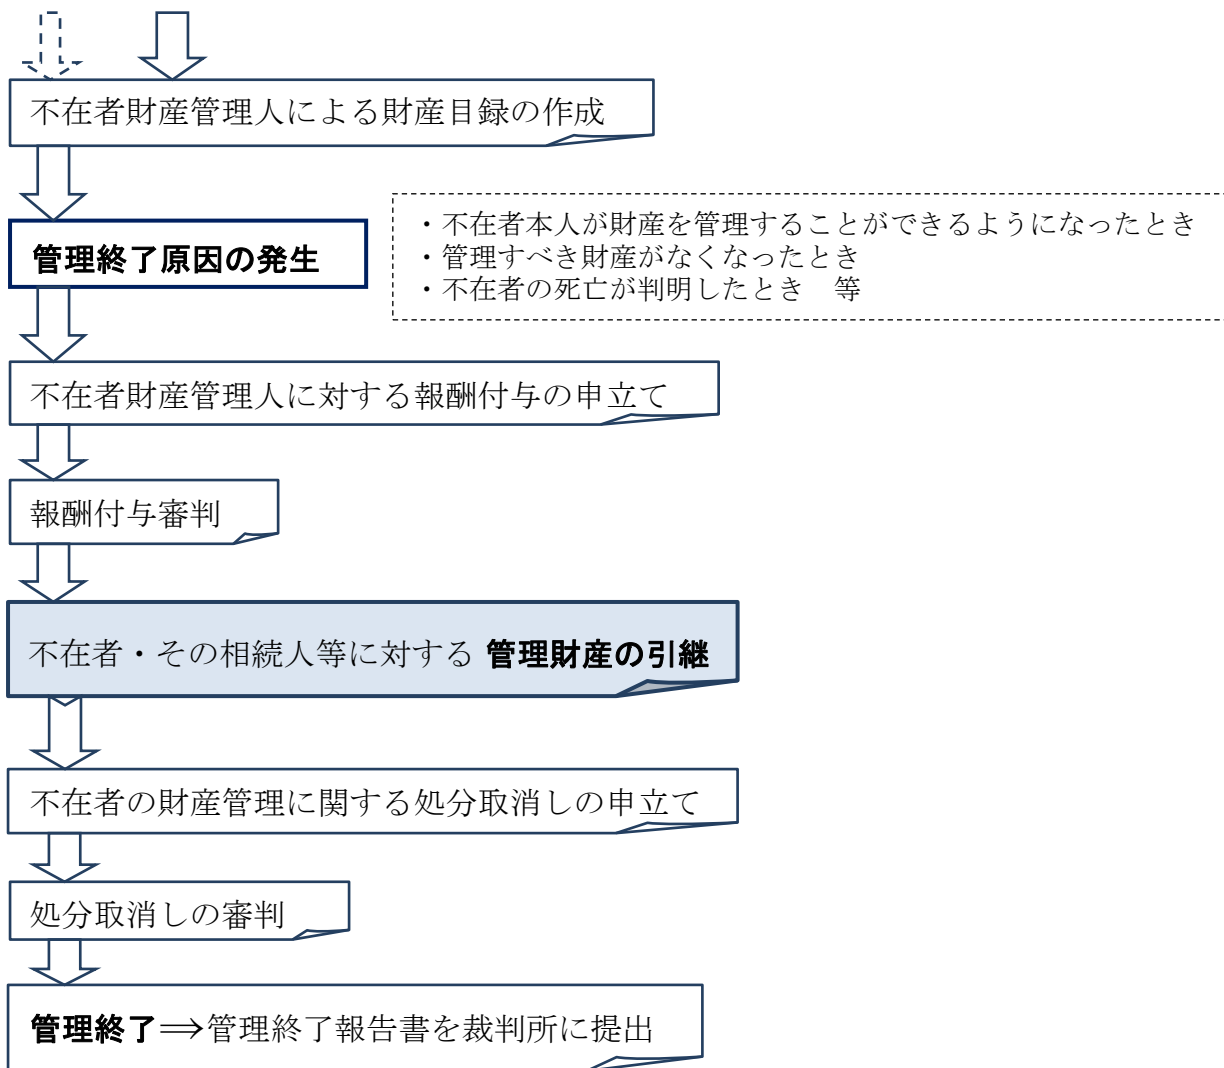 不在者財産管理人による財産目録の作成
管理終了原因の発生
・不在者本人が財産を管理することができるようになったとき
・管理すべき財産がなくなったとき
・不在者の死亡が判明したとき　等
不在者財産管理人に対する報酬付与の申立て
報酬付与審判
不在者・その相続人等に対する 管理財産の引継
不在者の財産管理に関する処分取消しの申立て
処分取消しの審判
管理終了⇒管理終了報告書を裁判所に提出